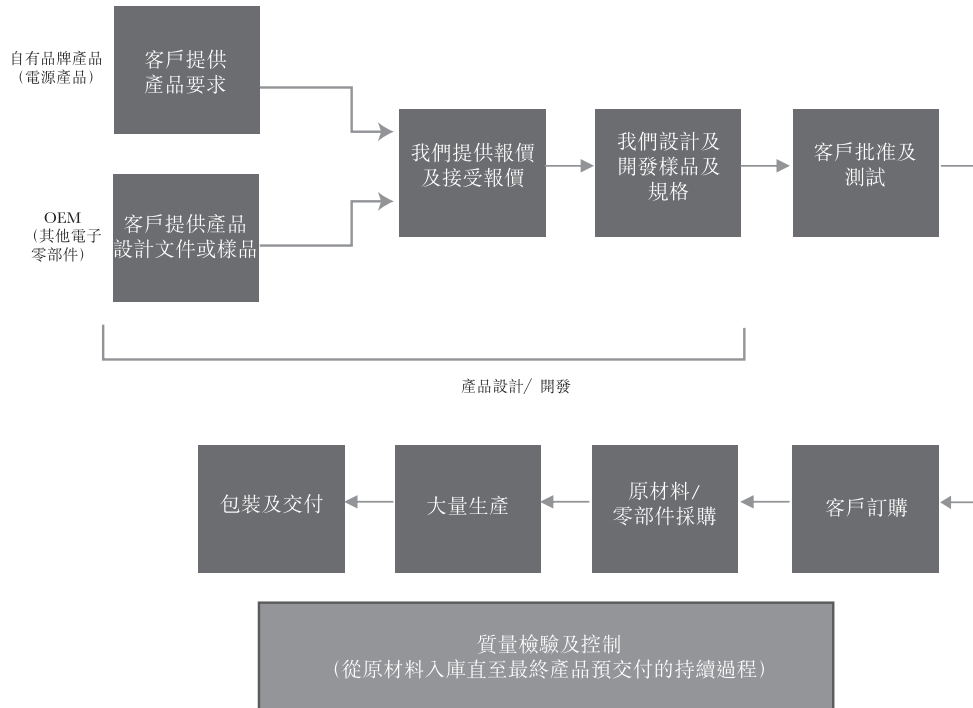 自有品牌產品
（電源產品）
客戶提供
產品要求
OEM
（其他電子
零部件）
客戶提供產品
設計文件或樣品
我們提供報價
及接受報價
我們設計及
開發樣品及
規格
客戶批准及
測試
產品設計/ 開發
客戶訂購
原材料/
零部件採購
大量生產
包裝及交付
質量檢驗及控制
（從原材料入庫直至最終產品預交付的持續過程）